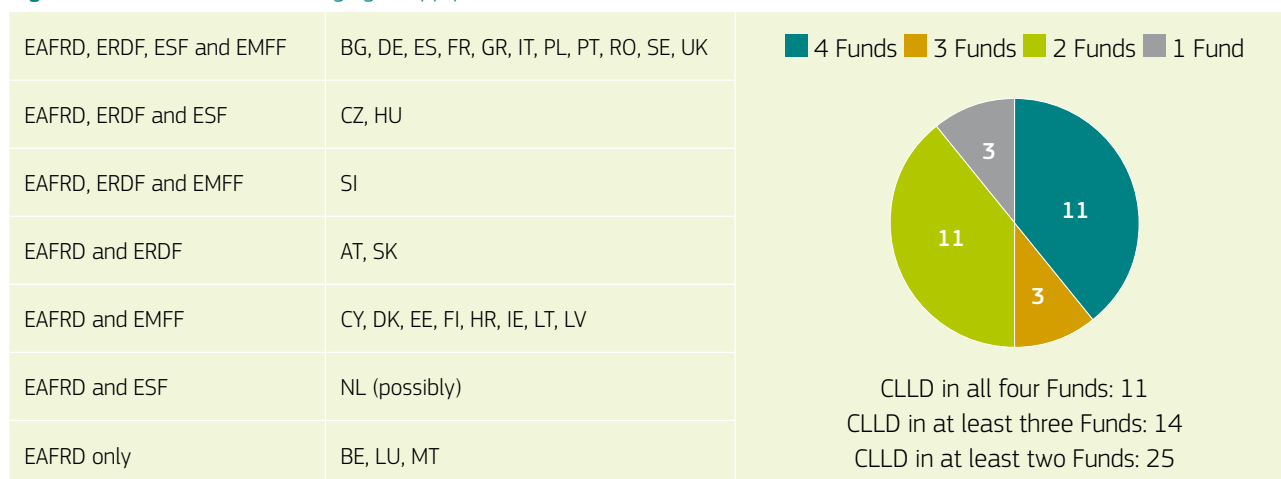 EAFRD, ERDF, ESF and EMFF
BG, DE, ES, FR, GR, IT, PL, PT, RO, SE, UK
EAFRD, ERDF and ESF
CZ, HU
EAFRD, ERDF and EMFF
SI
EAFRD and ERDF
AT, SK
EAFRD and EMFF
CY, DK, EE, FI, HR, IE, LT, LV
EAFRD and ESF
NL (possibly)
EAFRD only
BE, LU, MT
4 Funds 3 Funds 2 Funds 1 Fund
3
11
11
3
CLLD in all four Funds: 11
CLLD in at least three Funds: 14
CLLD in at least two Funds: 25